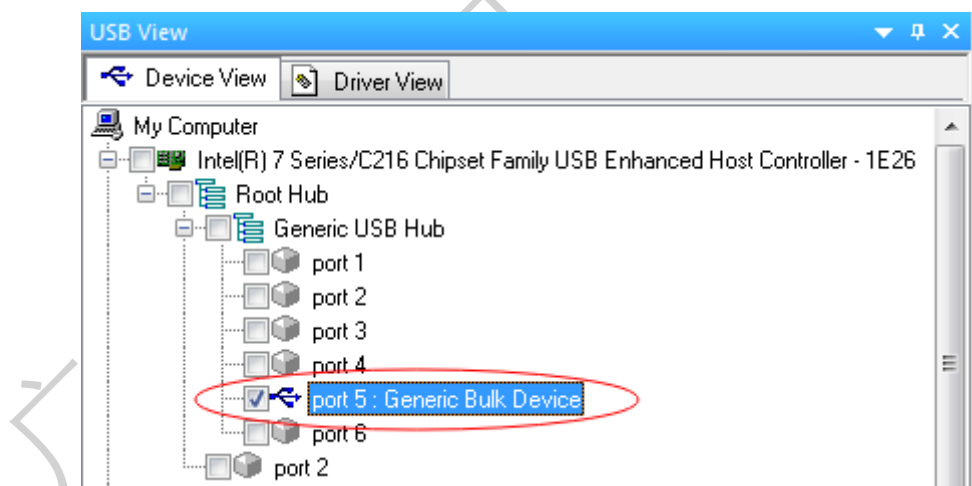 USB View
Device View Driver View
My Computer
Intel(R) 7 Series/C216 Chipset Family USB Enhanced Host Controller - 1E26
Root Hub
Generic USB Hub
port 1
port 2
port 3
port 4
port 5 : Generic Bulk Device
port 6
port 2